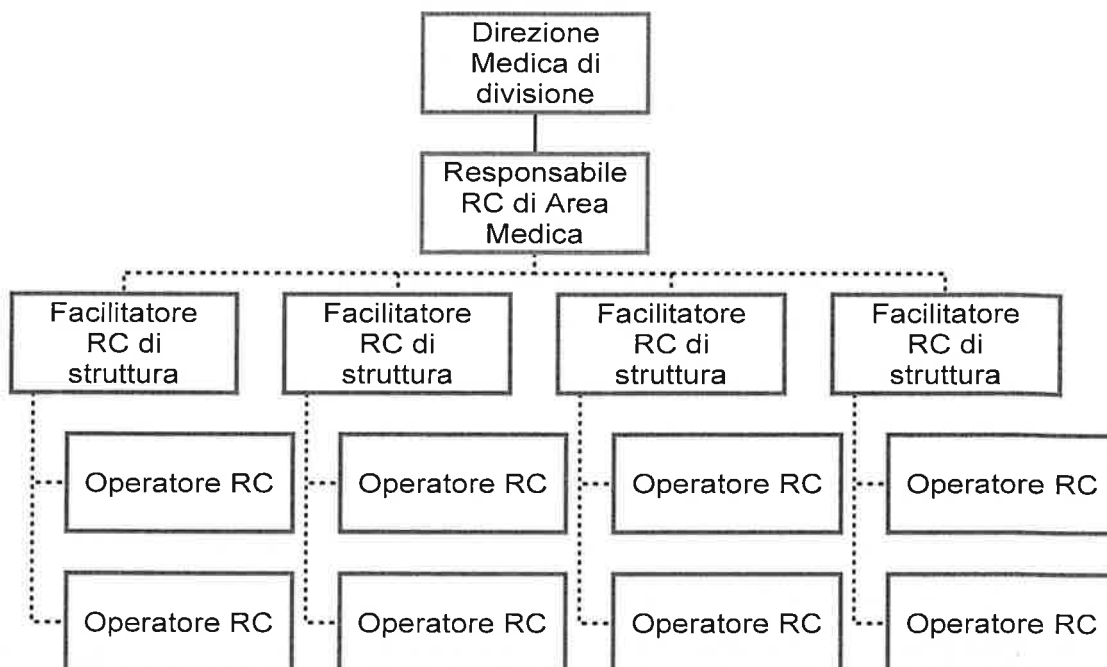 Direzione
Medica di
divisione
Responsabile
RC di Area
Medica
Facilitatore
RC di
struttura
Facilitatore
RC di
struttura
Facilitatore
RC di
struttura
Facilitatore
RC di
struttura
Operatore RC
Operatore RC
Operatore RC
Operatore RC
Operatore RC
Operatore RC
Operatore RC
Operatore RC